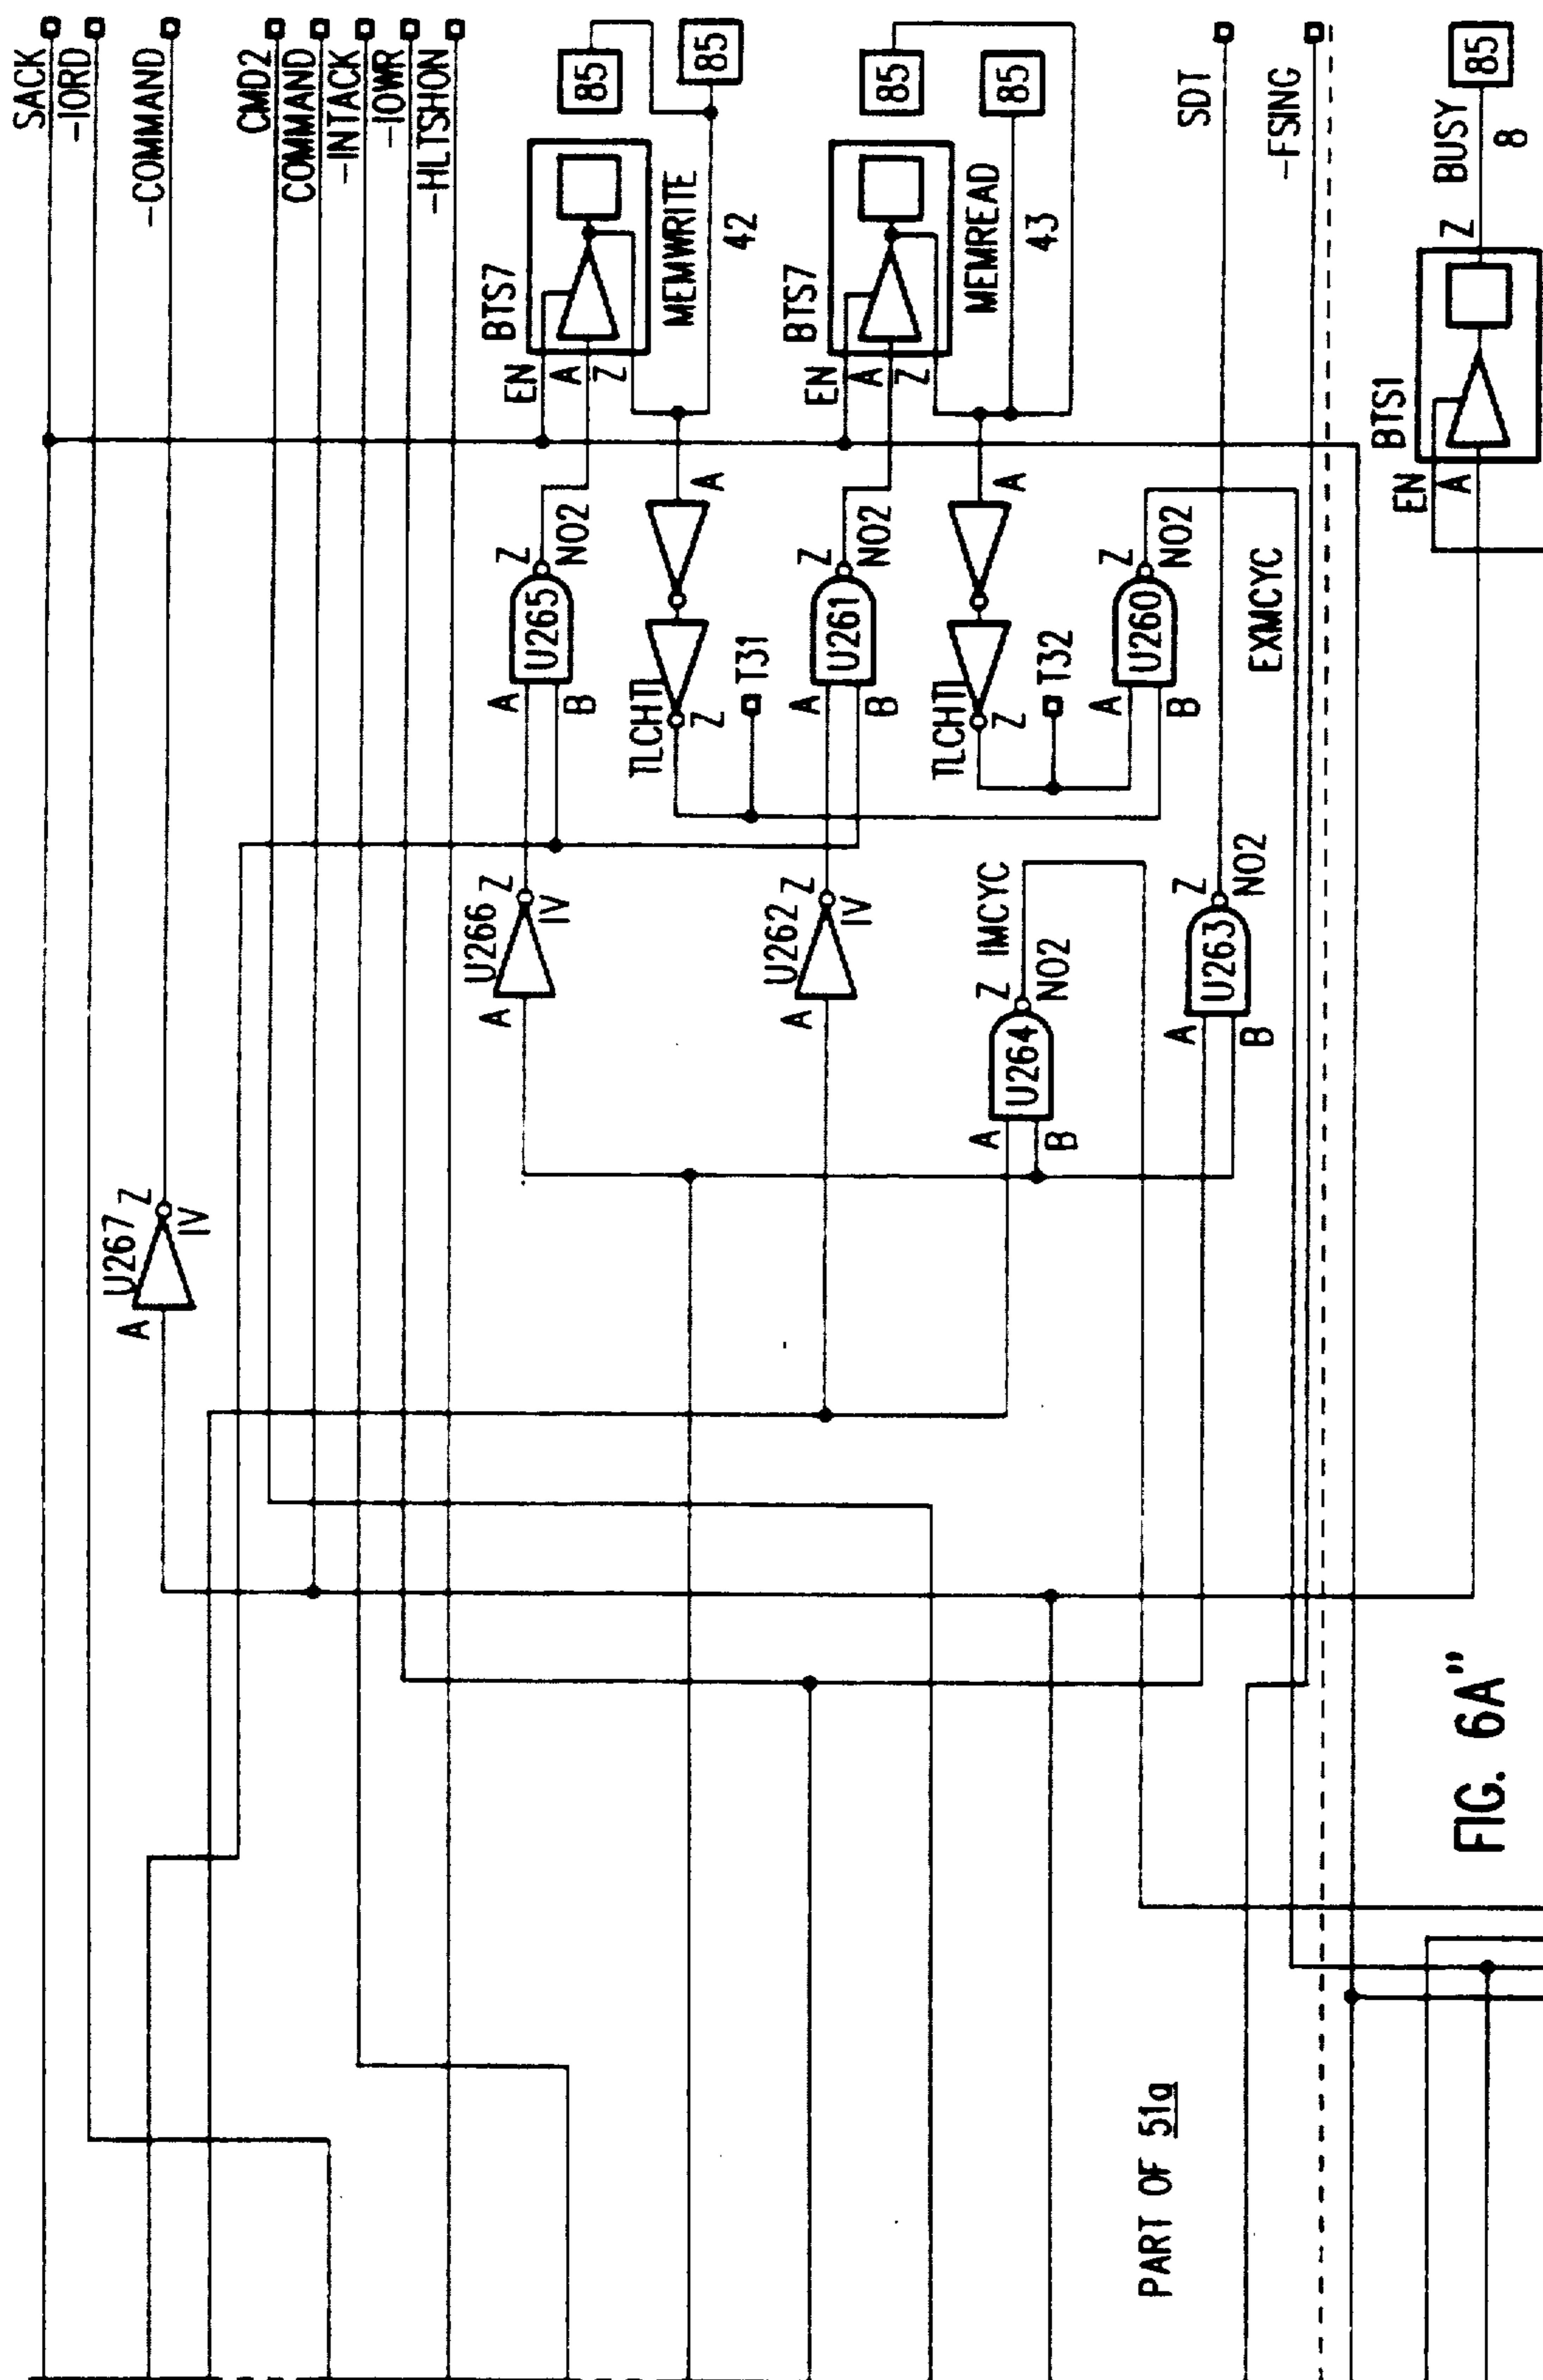 SACK
-IORD
-COMMAND
CMD2
COMMAND
-INTACK
-IOWR
-HLTSHON
U267
A
Z
IV
U266
A
Z
IV
A
B
U265
Z
NO2
BTS7
EN
A
Z
85
85
MEMWRITE
42
TLCHTI
Z
A
T31
U262
A
Z
IV
A
B
U261
Z
NO2
BTS7
EN
A
Z
85
85
MEMREAD
43
TLCHTI
Z
A
T32
A
B
U264
Z
IMCYC
NO2
A
B
U260
Z
NO2
A
B
U263
Z
NO2
EXMCYC
SDT
-FSING
BTS1
EN
A
Z
BUSY
8
85
PART OF 51a
FIG. 6A"